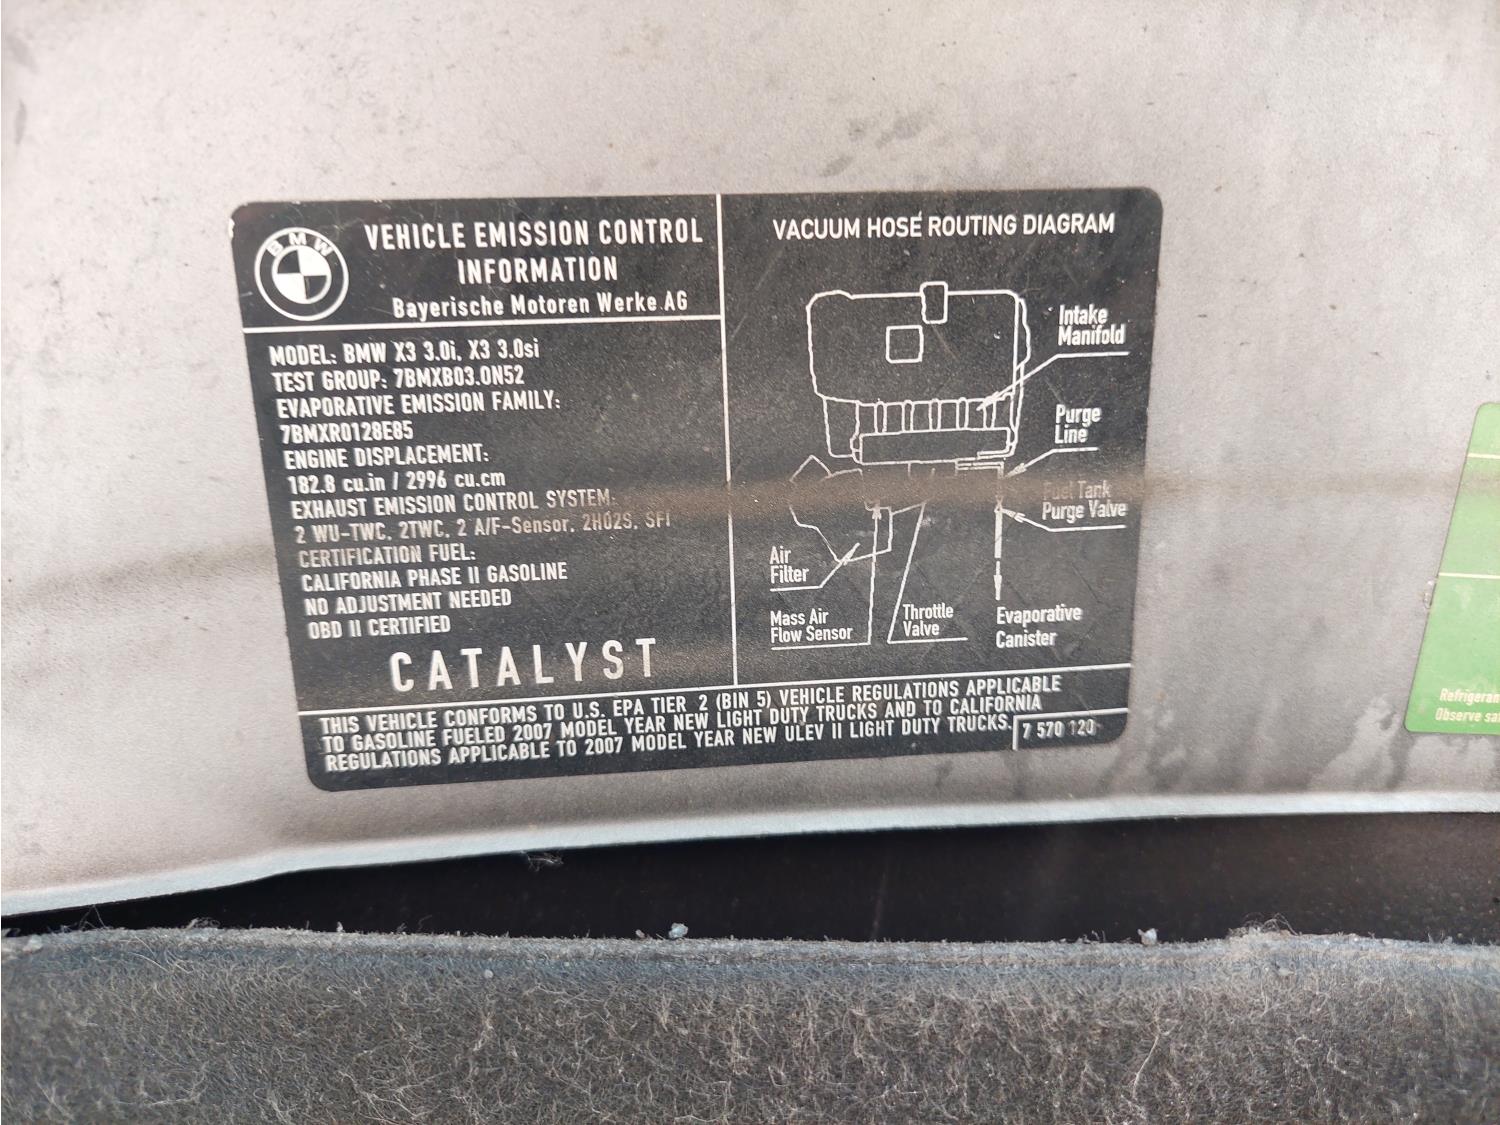 BMW
VEHICLE EMISSION CONTROL
INFORMATION
Bayerische Motoren Werke AG
MODEL: BMW X3 3.0i, X3 3.0si
TEST GROUP: 7BMXB03.0N52
EVAPORATIVE EMISSION FAMILY:
7BMXR0128E85
ENGINE DISPLACEMENT:
182.8 cu.in / 2996 cu.cm
EXHAUST EMISSION CONTROL SYSTEM:
2 WU-TWC, 2TWC, 2 A/F-Sensor, 2HO2S, SFI
CERTIFICATION FUEL:
CALIFORNIA PHASE II GASOLINE
NO ADJUSTMENT NEEDED
OBD II CERTIFIED
CATALYST
VACUUM HOSE ROUTING DIAGRAM
Intake
Manifold
Purge
Line
Fuel Tank
Purge Valve
Air
Filter
Mass Air
Flow Sensor
Throttle
Valve
Evaporative
Canister
THIS VEHICLE CONFORMS TO U.S. EPA TIER 2 (BIN 5) VEHICLE REGULATIONS APPLICABLE
TO GASOLINE FUELED 2007 MODEL YEAR NEW LIGHT DUTY TRUCKS AND TO CALIFORNIA
REGULATIONS APPLICABLE TO 2007 MODEL YEAR NEW ULEV II LIGHT DUTY TRUCKS.
7 570 120
Observe